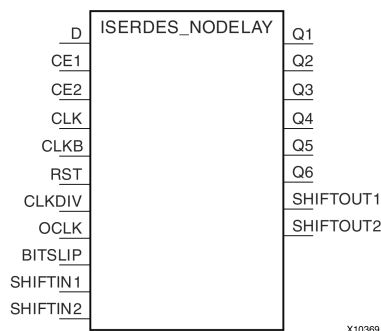 ISERDES_NODELAY
D
CE1
CE2
CLK
CLKB
RST
CLKDIV
OCLK
BITSLIP
SHIFTIN1
SHIFTIN2
Q1
Q2
Q3
Q4
Q5
Q6
SHIFTOUT1
SHIFTOUT2
X10369